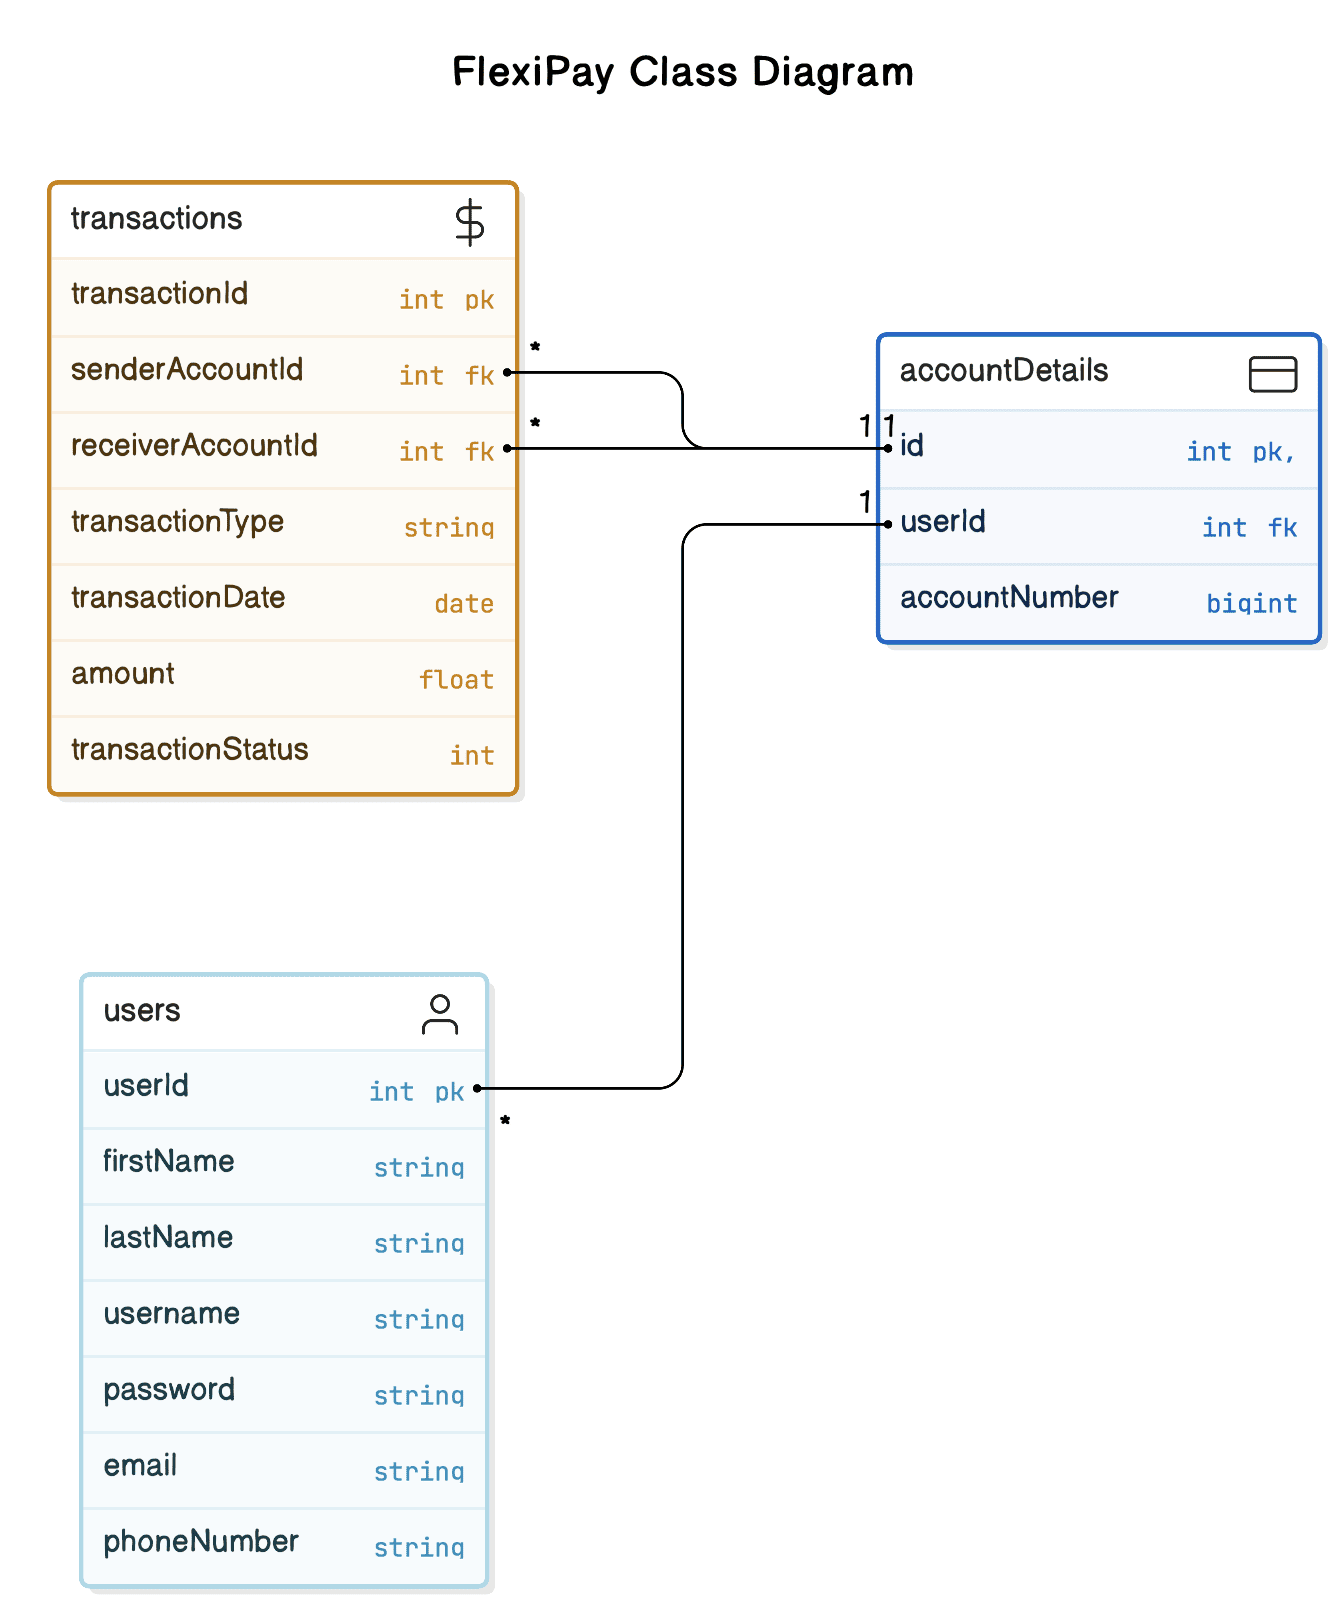 FlexiPay Class Diagram
transactions
transactionId int pk
senderAccountId int fk
receiverAccountId int fk
transactionType string
transactionDate date
amount float
transactionStatus int
*
*
1 1
1
accountDetails
id int pk,
userId int fk
accountNumber bigint
users
userId int pk
*
firstName string
lastName string
username string
password string
email string
phoneNumber string